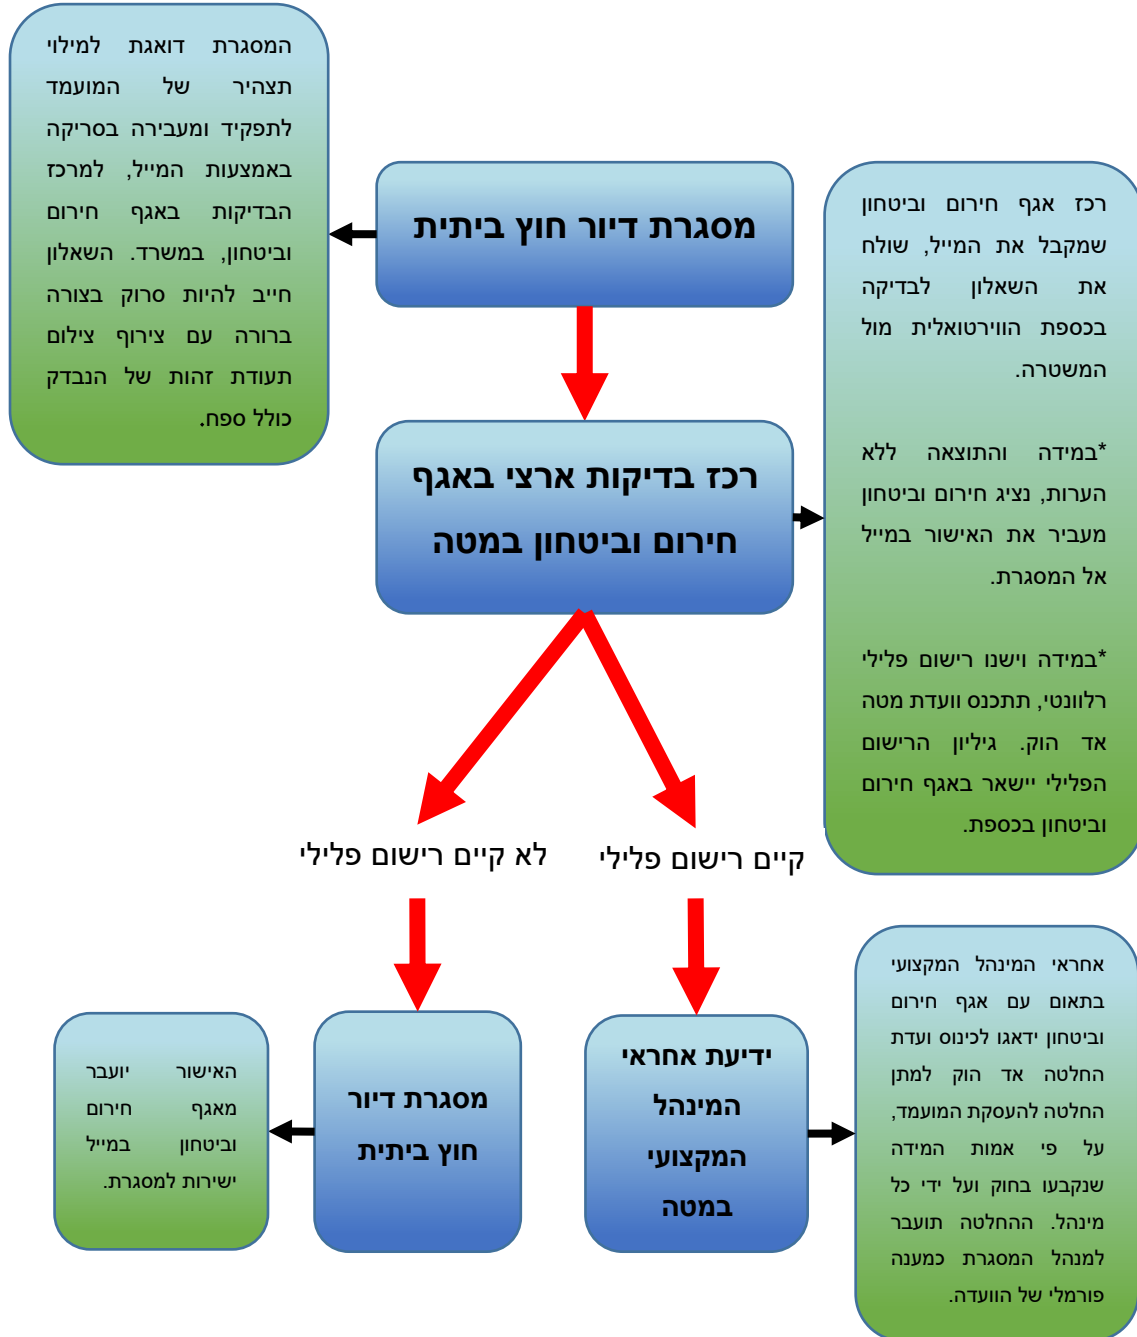 המסגרת דואגת למילוי
תצהיר של המועמד
לתפקיד ומעבירה בסריקה
באמצעות המייל, למרכז
הבדיקות באגף חירום
וביטחון, במשרד. השאלון
חייב להיות סרוק בצורה
ברורה עם צירוף צילום
תעודת זהות של הנבדק
כולל ספח.
מסגרת דיור חוץ ביתית
רכז אגף חירום וביטחון
שמקבל את המייל, שולח
את השאלון לבדיקה
בכספת הווירטואלית מול
המשטרה.
*במידה והתוצאה ללא
הערות, נציג חירום וביטחון
מעביר את האישור במייל
אל המסגרת.
*במידה וישנו רישום פלילי
רלוונטי, תתכנס וועדת מטה
אד הוק. גיליון הרישום
הפלילי יישאר באגף חירום
וביטחון בכספת.
רכז בדיקות ארצי באגף
חירום וביטחון במטה
קיים רישום פלילי
לא קיים רישום פלילי
אחראי המינהל המקצועי
בתאום עם אגף חירום
וביטחון ידאגו לכינוס ועדת
החלטה אד הוק למתן
החלטה להעסקת המועמד,
על פי אמות המידה
שנקבעו בחוק ועל ידי כל
מינהל. ההחלטה תועבר
למנהל המסגרת כמענה
פורמלי של הוועדה.
ידיעת אחראי
המינהל
המקצועי
במטה
מסגרת דיור
חוץ ביתית
האישור יועבר
מאגף חירום
וביטחון במייל
ישירות למסגרת.